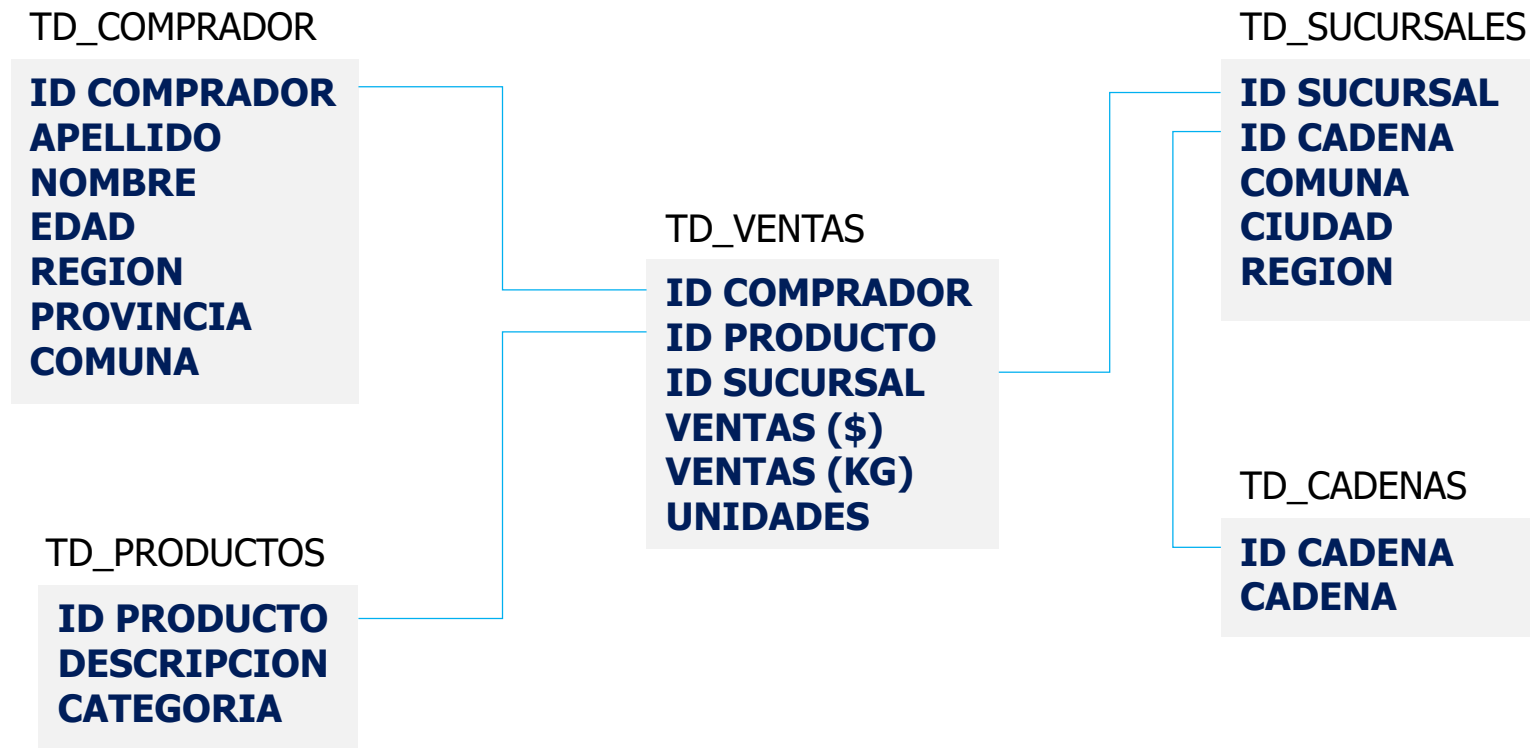 TD_COMPRADOR
ID COMPRADOR
APELLIDO
NOMBRE
EDAD
REGION
PROVINCIA
COMUNA
TD_PRODUCTOS
ID PRODUCTO
DESCRIPCION
CATEGORIA
TD_VENTAS
ID COMPRADOR
ID PRODUCTO
ID SUCURSAL
VENTAS ($)
VENTAS (KG)
UNIDADES
TD_SUCURSALES
ID SUCURSAL
ID CADENA
COMUNA
CIUDAD
REGION
TD_CADENAS
ID CADENA
CADENA